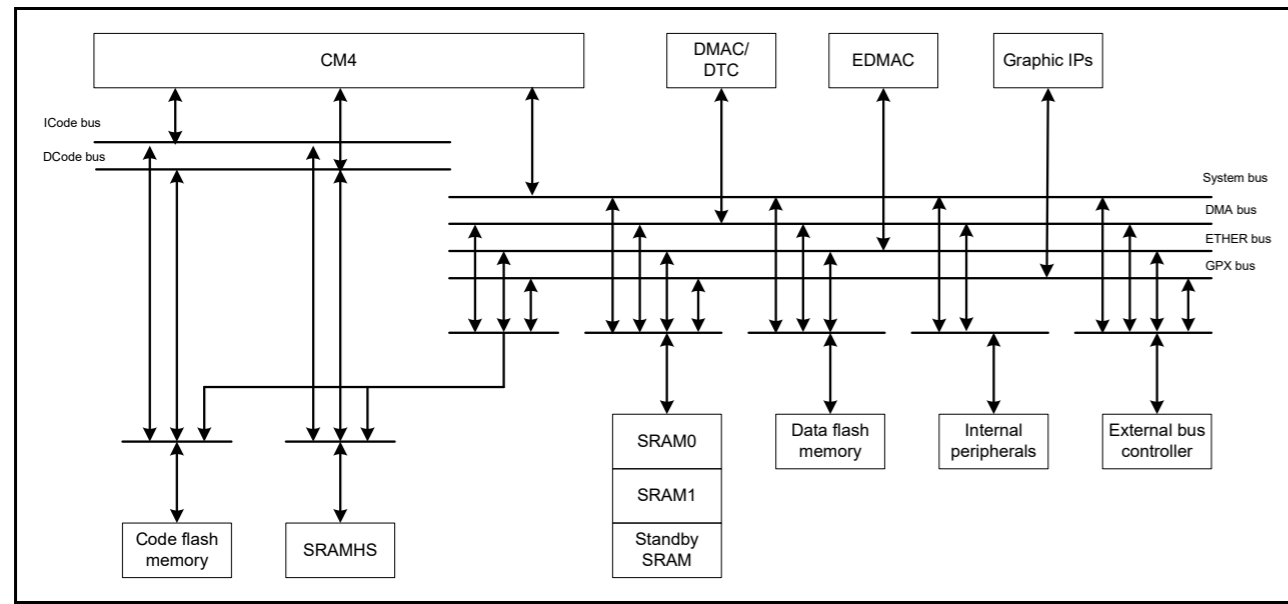 CM4
DMAC/
DTC
EDMAC
Graphic IPs
ICode bus
DCode bus
System bus
DMA bus
ETHER bus
GPX bus
SRAM0
SRAM1
Standby
SRAM
Data flash
memory
Internal
peripherals
External bus
controller
Code flash
memory
SRAMHS